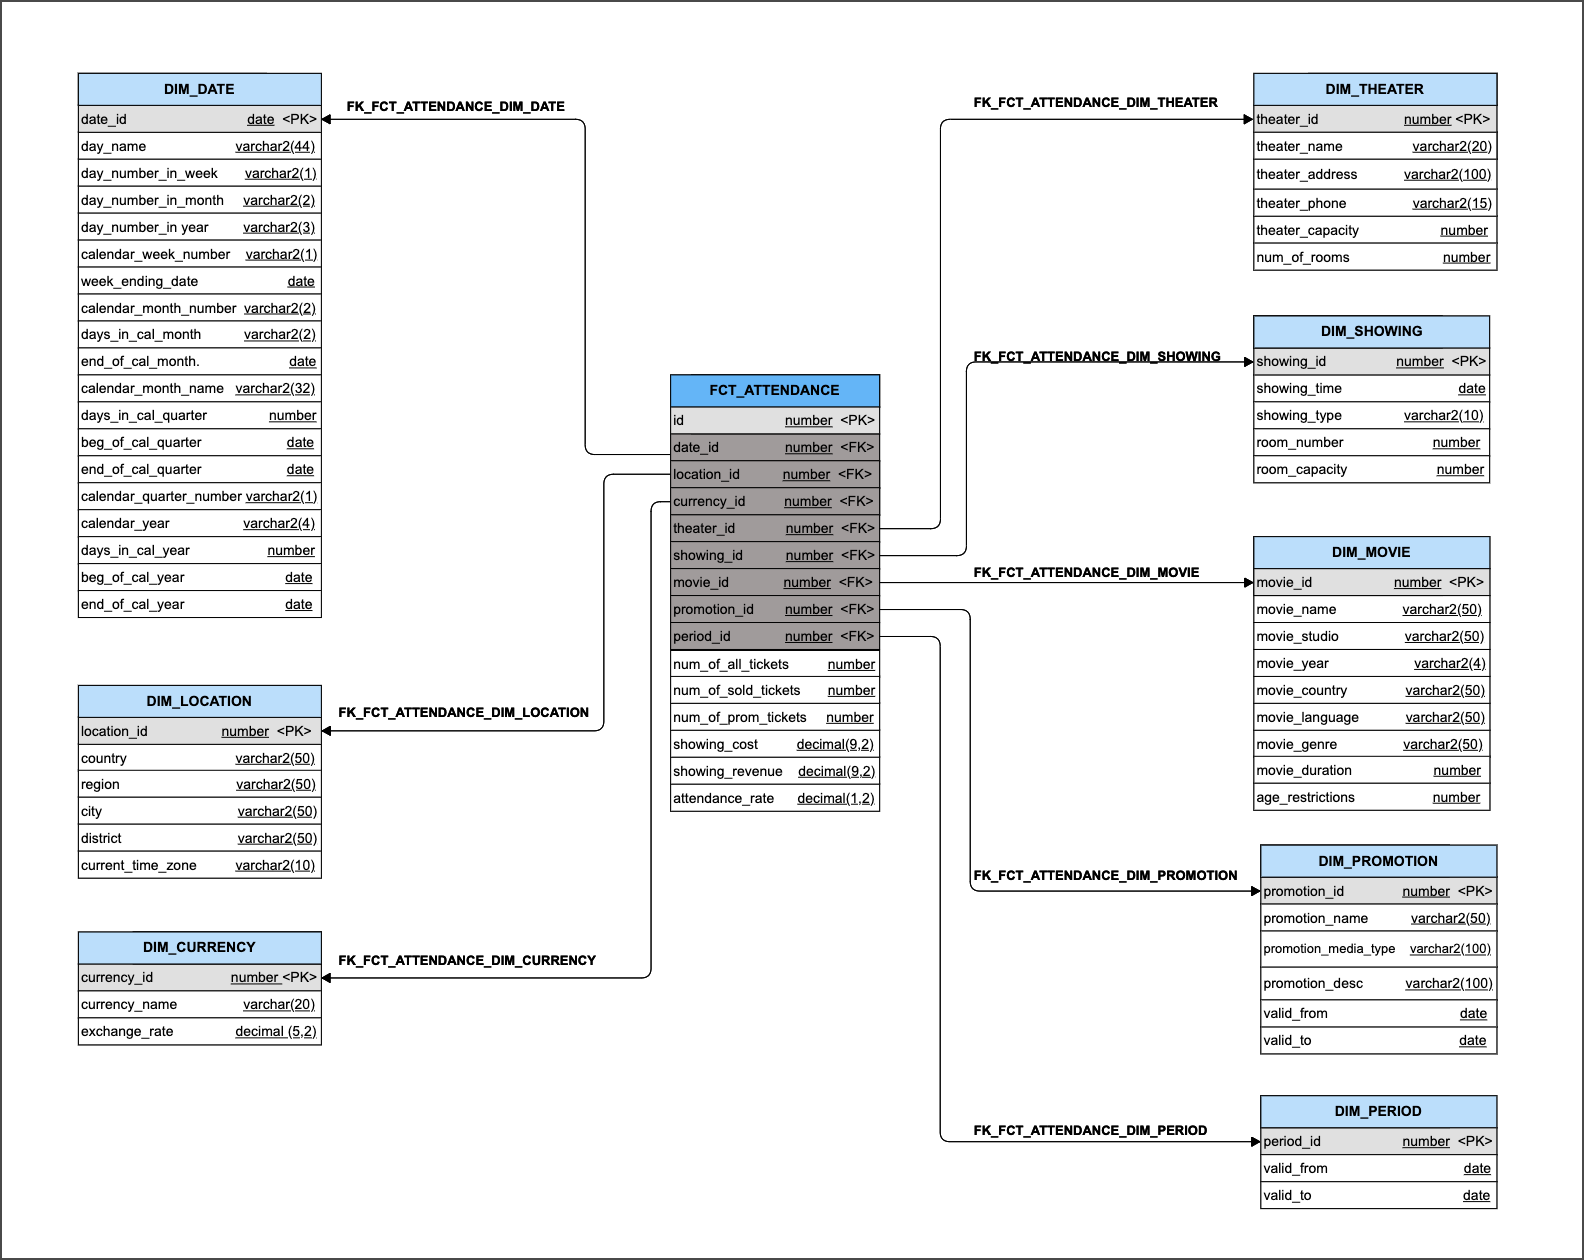 DIM_DATE
date_id date <PK>
day_name varchar2(44)
day_number_in_week varchar2(1)
day_number_in_month varchar2(2)
day_number_in year varchar2(3)
calendar_week_number varchar2(1)
week_ending_date date
calendar_month_number varchar2(2)
days_in_cal_month varchar2(2)
end_of_cal_month. date
calendar_month_name varchar2(32)
days_in_cal_quarter number
beg_of_cal_quarter date
end_of_cal_quarter date
calendar_quarter_number varchar2(1)
calendar_year varchar2(4)
days_in_cal_year number
beg_of_cal_year date
end_of_cal_year date
DIM_LOCATION
location_id number <PK>
country varchar2(50)
region varchar2(50)
city varchar2(50)
district varchar2(50)
current_time_zone varchar2(10)
DIM_CURRENCY
currency_id number <PK>
currency_name varchar(20)
exchange_rate decimal (5,2)
FK_FCT_ATTENDANCE_DIM_DATE
FK_FCT_ATTENDANCE_DIM_LOCATION
FK_FCT_ATTENDANCE_DIM_CURRENCY
FCT_ATTENDANCE
id number <PK>
date_id number <FK>
location_id number <FK>
currency_id number <FK>
theater_id number <FK>
showing_id number <FK>
movie_id number <FK>
promotion_id number <FK>
period_id number <FK>
num_of_all_tickets number
num_of_sold_tickets number
num_of_prom_tickets number
showing_cost decimal(9,2)
showing_revenue decimal(9,2)
attendance_rate decimal(1,2)
FK_FCT_ATTENDANCE_DIM_THEATER
FK_FCT_ATTENDANCE_DIM_SHOWING
FK_FCT_ATTENDANCE_DIM_MOVIE
FK_FCT_ATTENDANCE_DIM_PROMOTION
FK_FCT_ATTENDANCE_DIM_PERIOD
DIM_THEATER
theater_id number <PK>
theater_name varchar2(20)
theater_address varchar2(100)
theater_phone varchar2(15)
theater_capacity number
num_of_rooms number
DIM_SHOWING
showing_id number <PK>
showing_time date
showing_type varchar2(10)
room_number number
room_capacity number
DIM_MOVIE
movie_id number <PK>
movie_name varchar2(50)
movie_studio varchar2(50)
movie_year varchar2(4)
movie_country varchar2(50)
movie_language varchar2(50)
movie_genre varchar2(50)
movie_duration number
age_restrictions number
DIM_PROMOTION
promotion_id number <PK>
promotion_name varchar2(50)
promotion_media_type varchar2(100)
promotion_desc varchar2(100)
valid_from date
valid_to date
DIM_PERIOD
period_id number <PK>
valid_from date
valid_to date